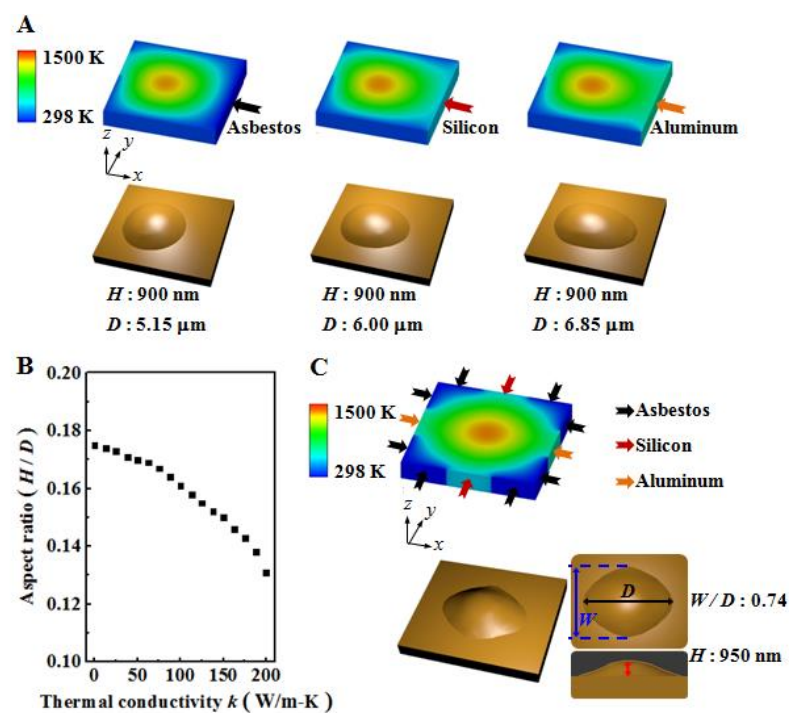 A
1500 K
298 K
Asbestos
Silicon
Aluminum
z
y
x
H : 900 nm
D : 5.15 μm
H : 900 nm
D : 6.00 μm
H : 900 nm
D : 6.85 μm
B
Aspect ratio ( H / D )
0.20
0.18
0.16
0.14
0.12
0.10
0 50 100 150 200
Thermal conductivity k ( W/m-K )
C
1500 K
298 K
Asbestos
Silicon
Aluminum
z
y
x
D
W
W / D : 0.74
H : 950 nm